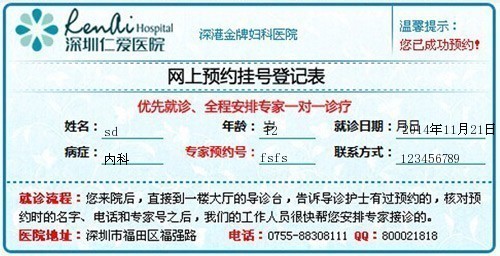 RenAi Hospital
深圳仁爱医院
深港金牌妇科医院
温馨提示:
您已成功预约!
网上预约挂号登记表
优先就诊、全程安排专家一对一诊疗
姓名: sd 年龄: 12 岁 就诊日期: 2014年11月21日
病症: 内科 专家预约号: fsfs 联系方式: 123456789
就诊流程: 您来院后,直接到一楼大厅的导诊台,告诉导诊护士有过预约的,核对预
约时的名字、电话和专家号之后,我们的工作人员很快帮您安排专家接诊的。
医院地址: 深圳市福田区福强路 电话: 0755-88308111 QQ: 800021818